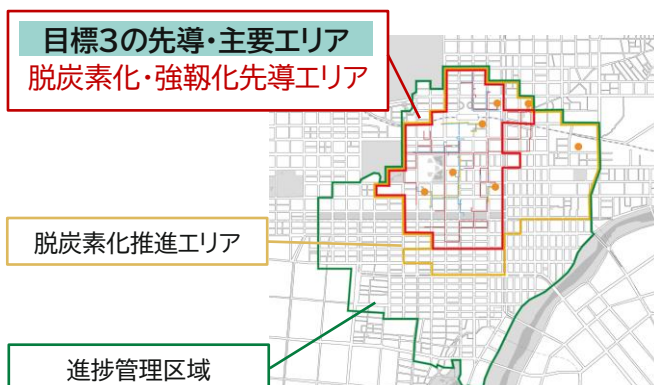 目標3の先導・主要エリア
脱炭素化・強靱化先導エリア
脱炭素化推進エリア
進捗管理区域